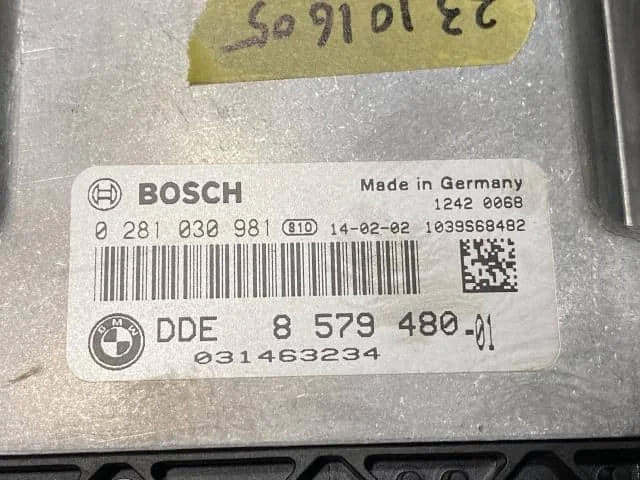 23101605
BOSCH
Made in Germany
1242 0068
0 281 030 981 810 14-02-02 1039S68482
BMW
DDE 8 579 480-01
031463234